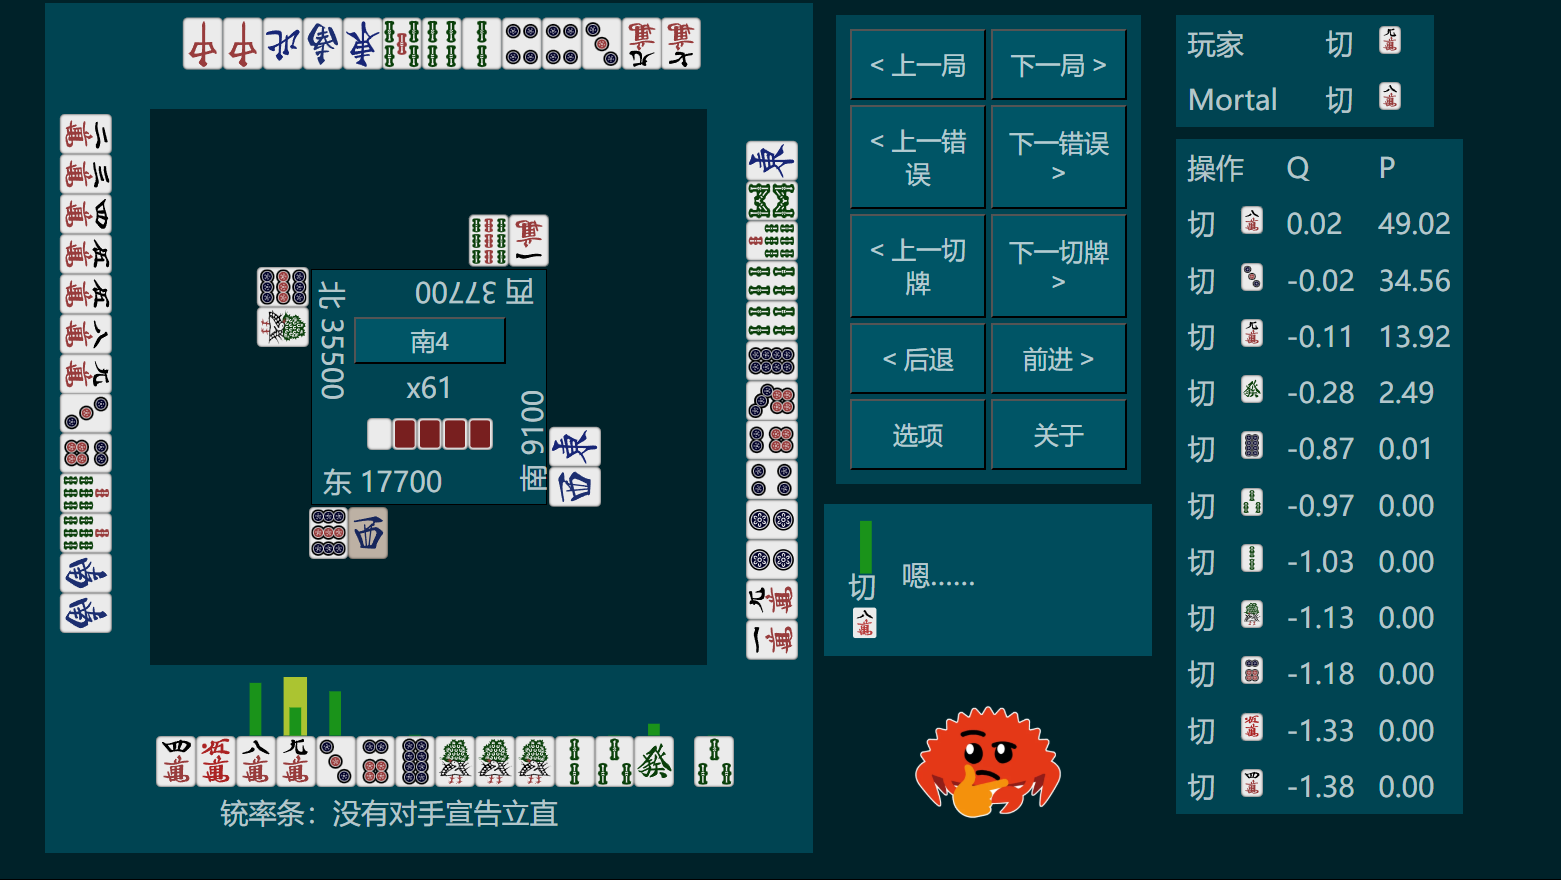 西 37700
北 35500
南4
x61
南 9100
东 17700
铳率条：没有对手宣告立直
< 上一局
下一局 >
< 上一错
误
下一错误
>
< 上一切
牌
下一切牌
>
< 后退
前进 >
选项
关于
切
嗯……
玩家 切
Mortal 切
操作 Q P
切 0.02 49.02
切 -0.02 34.56
切 -0.11 13.92
切 -0.28 2.49
切 -0.87 0.01
切 -0.97 0.00
切 -1.03 0.00
切 -1.13 0.00
切 -1.18 0.00
切 -1.33 0.00
切 -1.38 0.00